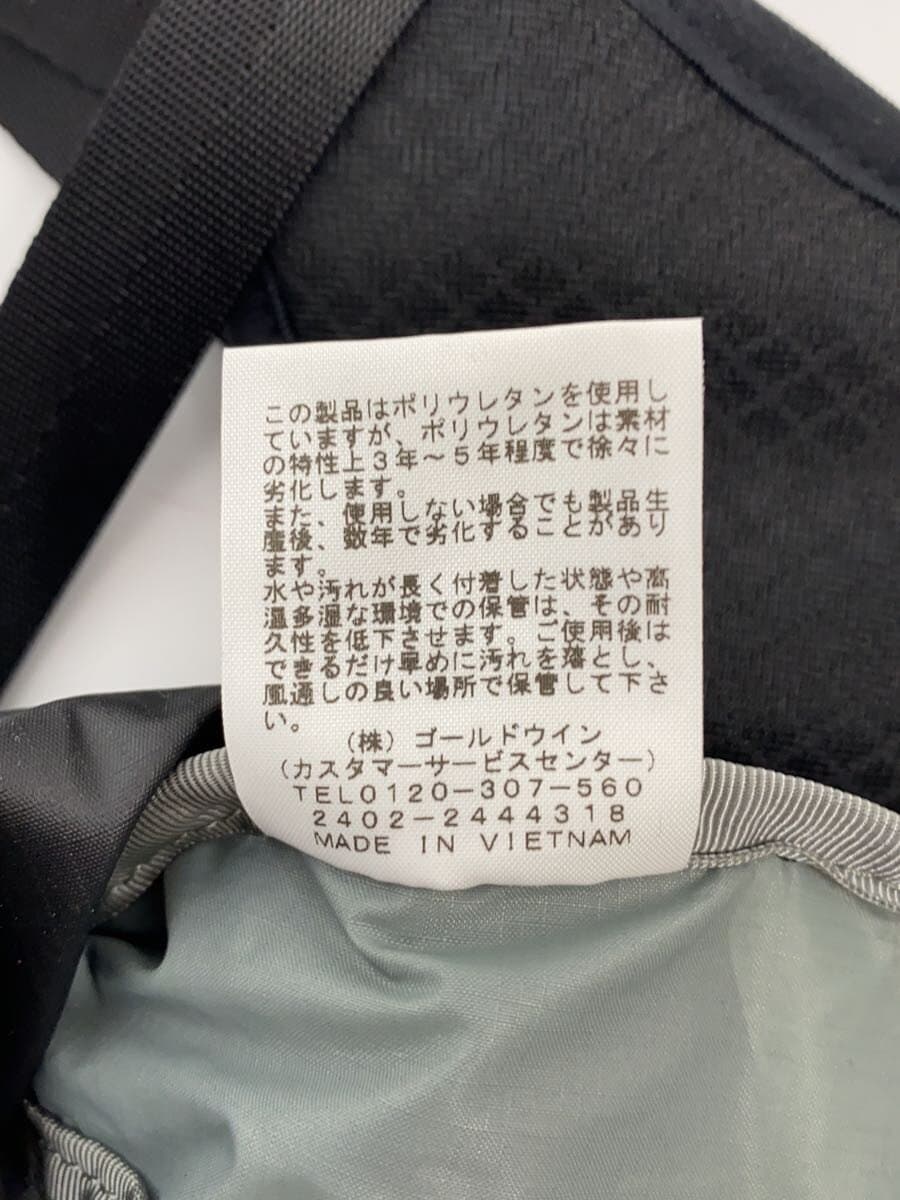 この製品はポリウレタンを使用し
ていますが、ポリウレタンは素材
の特性上3年〜5年程度で徐々に
劣化します。
また、使用しない場合でも製品生
産後、数年で劣化することがあり
ます。
水や汚れが長く付着した状態や高
温多湿な環境での保管は、その耐
久性を低下させます。ご使用後は
できるだけ早めに汚れを落とし、
風通しの良い場所で保管して下さ
い。
(株)ゴールドウイン
(カスタマーサービスセンター)
TEL0120-307-560
2402-2444318
MADE IN VIETNAM